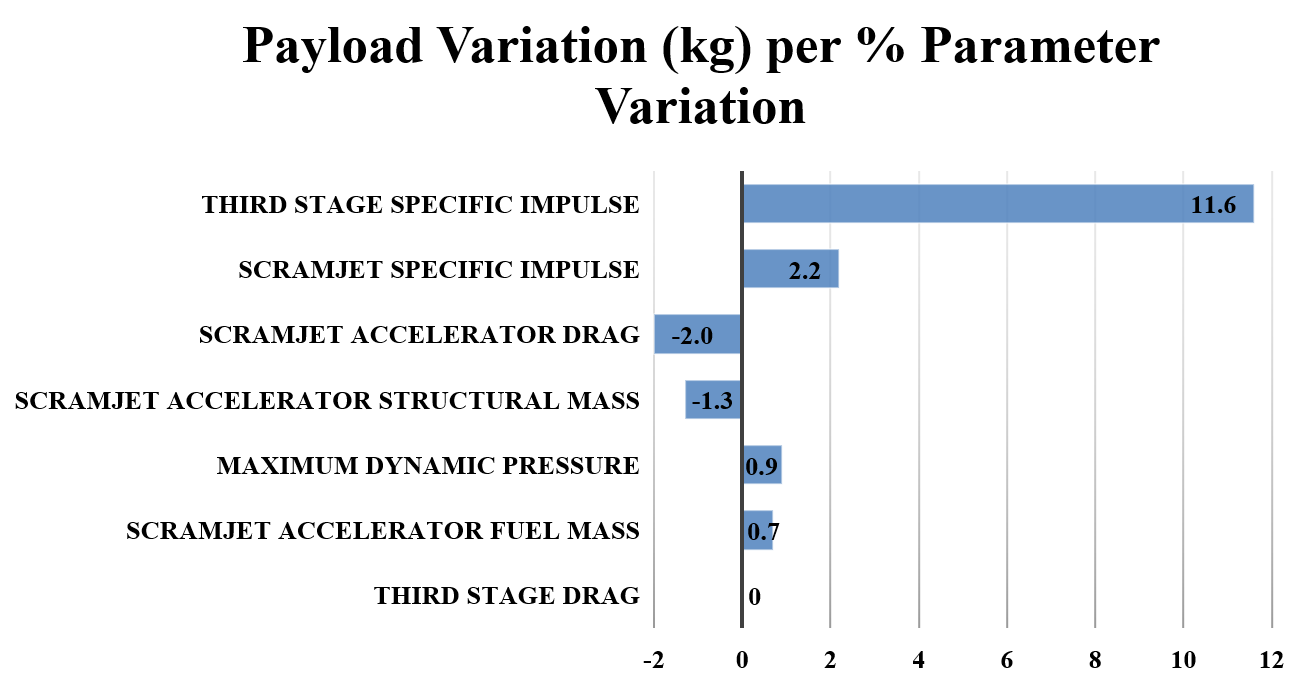 Payload Variation (kg) per % Parameter
Variation
THIRD STAGE SPECIFIC IMPULSE 11.6
SCRAMJET SPECIFIC IMPULSE 2.2
SCRAMJET ACCELERATOR DRAG -2.0
SCRAMJET ACCELERATOR STRUCTURAL MASS -1.3
MAXIMUM DYNAMIC PRESSURE 0.9
SCRAMJET ACCELERATOR FUEL MASS 0.7
THIRD STAGE DRAG 0
-2 0 2 4 6 8 10 12